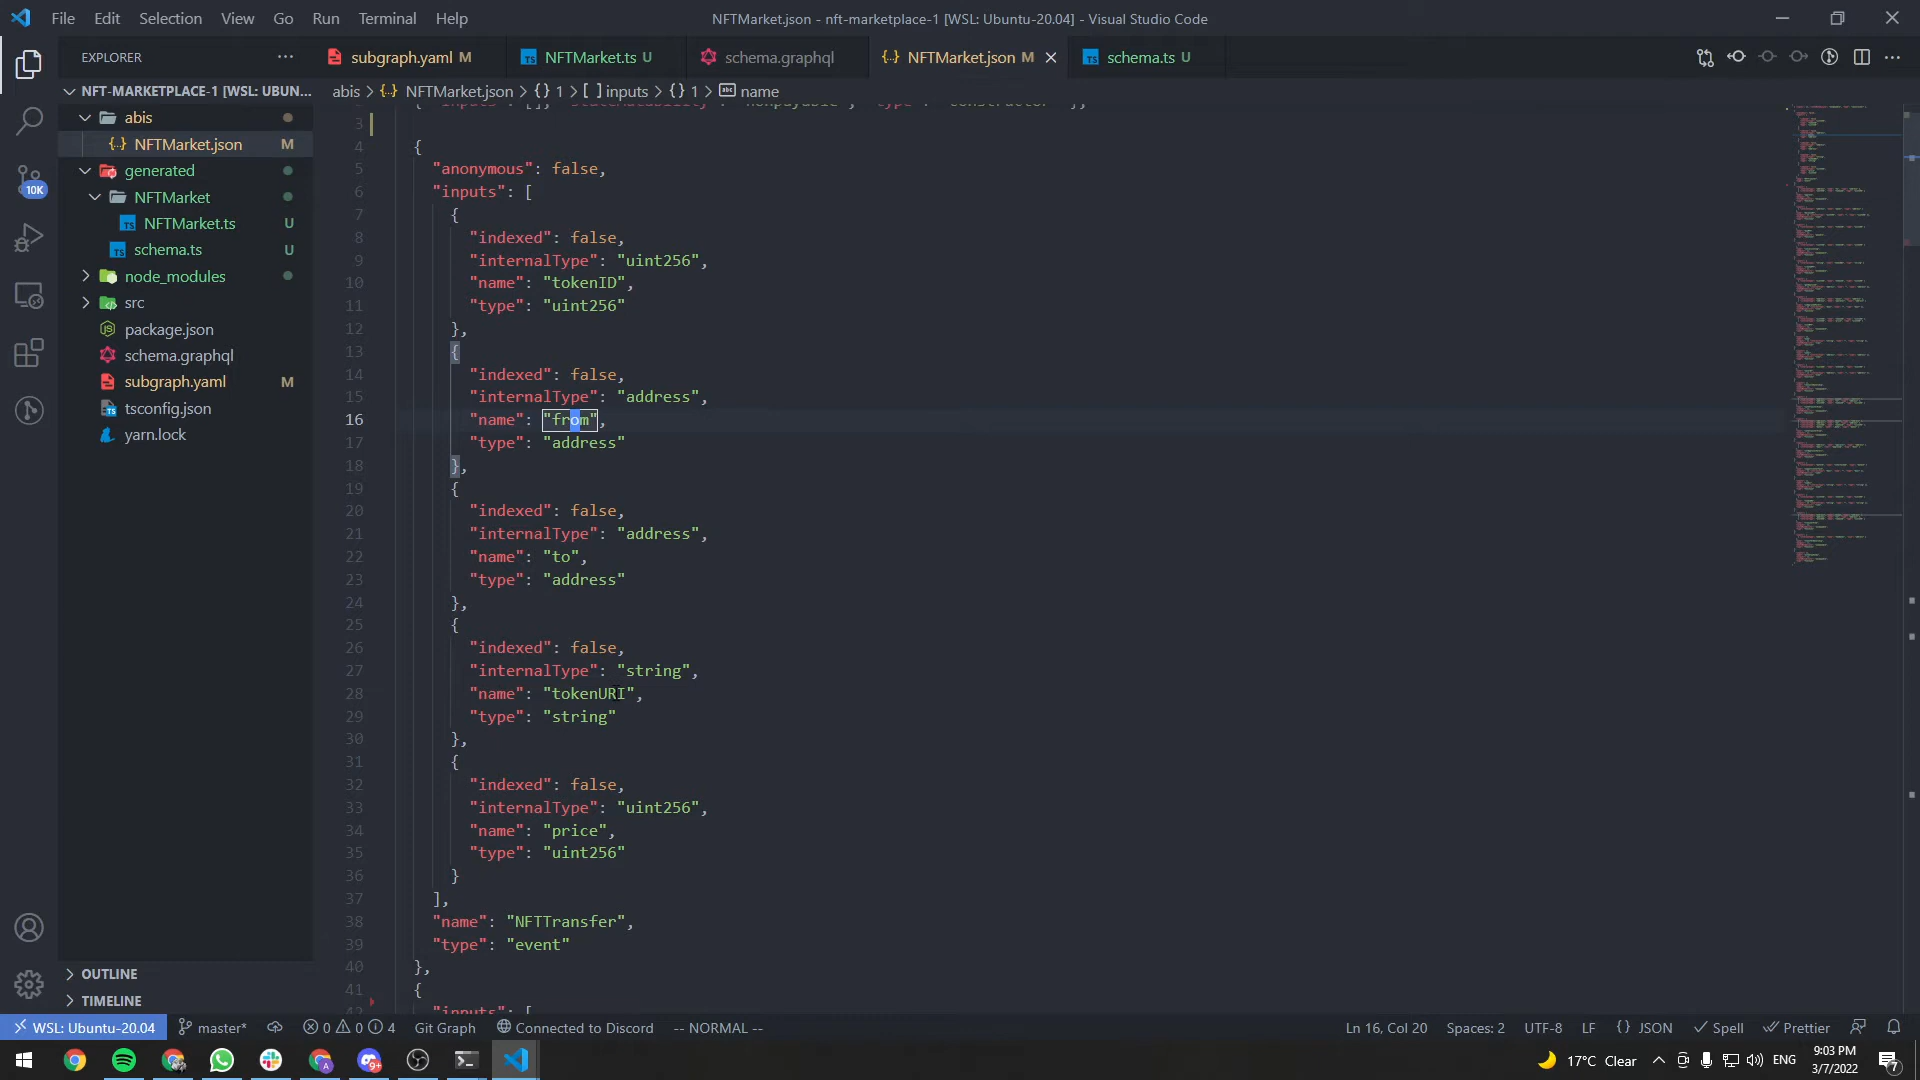 File Edit Selection View Go Run Terminal Help NFTMarket.json - nft-marketplace-1 [WSL: Ubuntu-20.04] - Visual Studio Code
EXPLORER ··· subgraph.yaml M NFTMarket.ts U schema.graphql NFTMarket.json M schema.ts U
NFT-MARKETPLACE-1 [WSL: UBUN...
abis > NFTMarket.json > {} 1 > [ ] inputs > {} 1 > name
abis
NFTMarket.json M
generated
NFTMarket
NFTMarket.ts U
schema.ts U
node_modules
src
package.json
schema.graphql
subgraph.yaml M
tsconfig.json
yarn.lock
10K
OUTLINE
TIMELINE
{ "inputs": [], "stateMutability": "nonpayable", "type": "constructor" },
3
4 {
5 "anonymous": false,
6 "inputs": [
7 {
8 "indexed": false,
9 "internalType": "uint256",
10 "name": "tokenID",
11 "type": "uint256"
12 },
13 {
14 "indexed": false,
15 "internalType": "address",
16 "name": "from",
17 "type": "address"
18 },
19 {
20 "indexed": false,
21 "internalType": "address",
22 "name": "to",
23 "type": "address"
24 },
25 {
26 "indexed": false,
27 "internalType": "string",
28 "name": "tokenURI",
29 "type": "string"
30 },
31 {
32 "indexed": false,
33 "internalType": "uint256",
34 "name": "price",
35 "type": "uint256"
36 }
37 ],
38 "name": "NFTTransfer",
39 "type": "event"
40 },
41 {
42 "inputs": [
WSL: Ubuntu-20.04 master* 0 0 4 Git Graph Connected to Discord -- NORMAL -- Ln 16, Col 20 Spaces: 2 UTF-8 LF {} JSON Spell Prettier
A 9+ 17°C Clear ENG 9:03 PM
3/7/2022 7